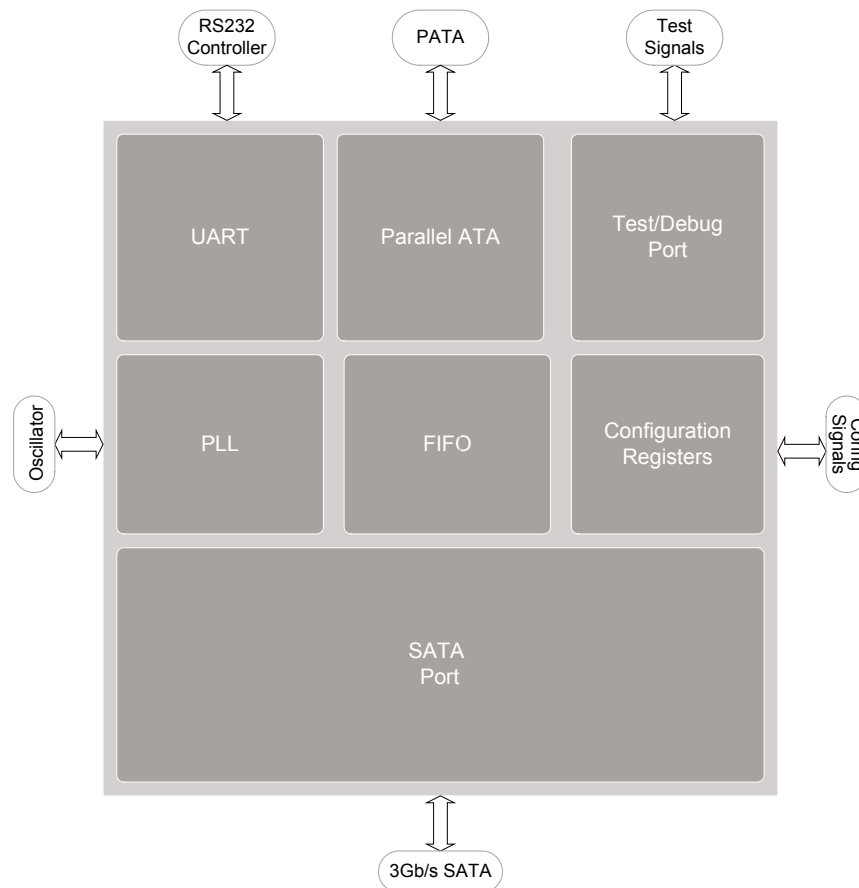 RS232
Controller
PATA
Test
Signals
UART
Parallel ATA
Test/Debug
Port
Oscillator
PLL
FIFO
Configuration
Registers
Config
Signals
SATA
Port
3Gb/s SATA